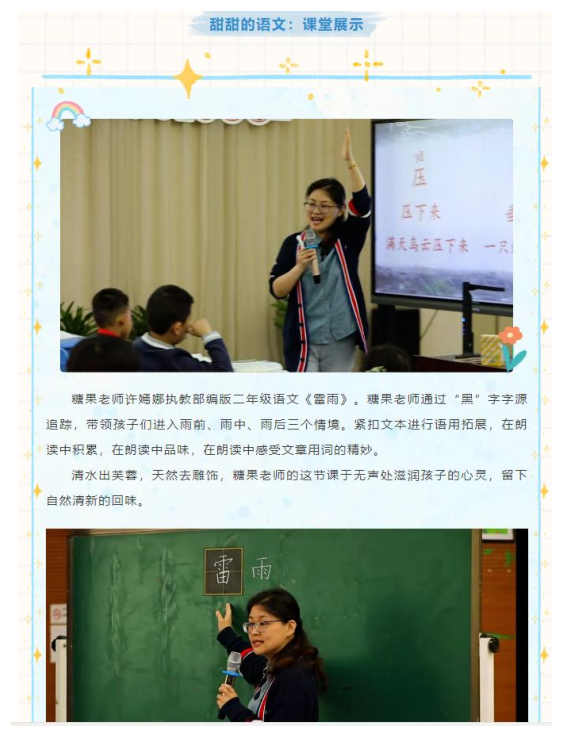 甜甜的语文：课堂展示
压
压下来
满天乌云压下来 一只
糖果老师许嫣娜执教部编版二年级语文《雷雨》。糖果老师通过“黑”字字源
追踪，带领孩子们进入雨前、雨中、雨后三个情境。紧扣文本进行语用拓展，在朗
读中积累，在朗读中品味，在朗读中感受文章用词的精妙。
清水出芙蓉，天然去雕饰，糖果老师的这节课于无声处滋润孩子的心灵，留下
自然清新的回味。
雷雨